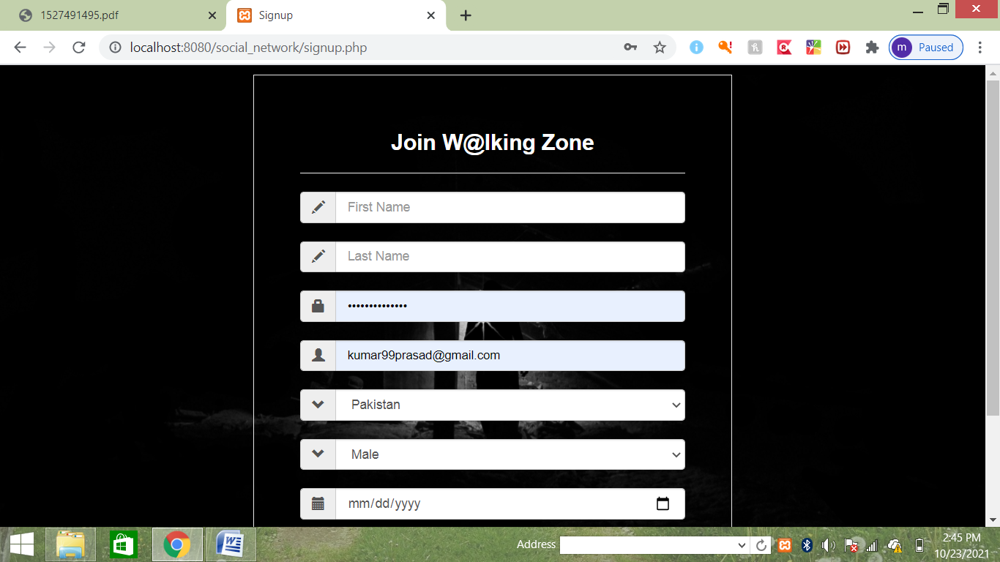 1527491495.pdf
Signup
localhost:8080/social_network/signup.php
m Paused
Join W@lking Zone
First Name
Last Name
••••••••••••••
kumar99prasad@gmail.com
Pakistan
Male
mm/dd/yyyy
Address
2:45 PM
10/23/2021